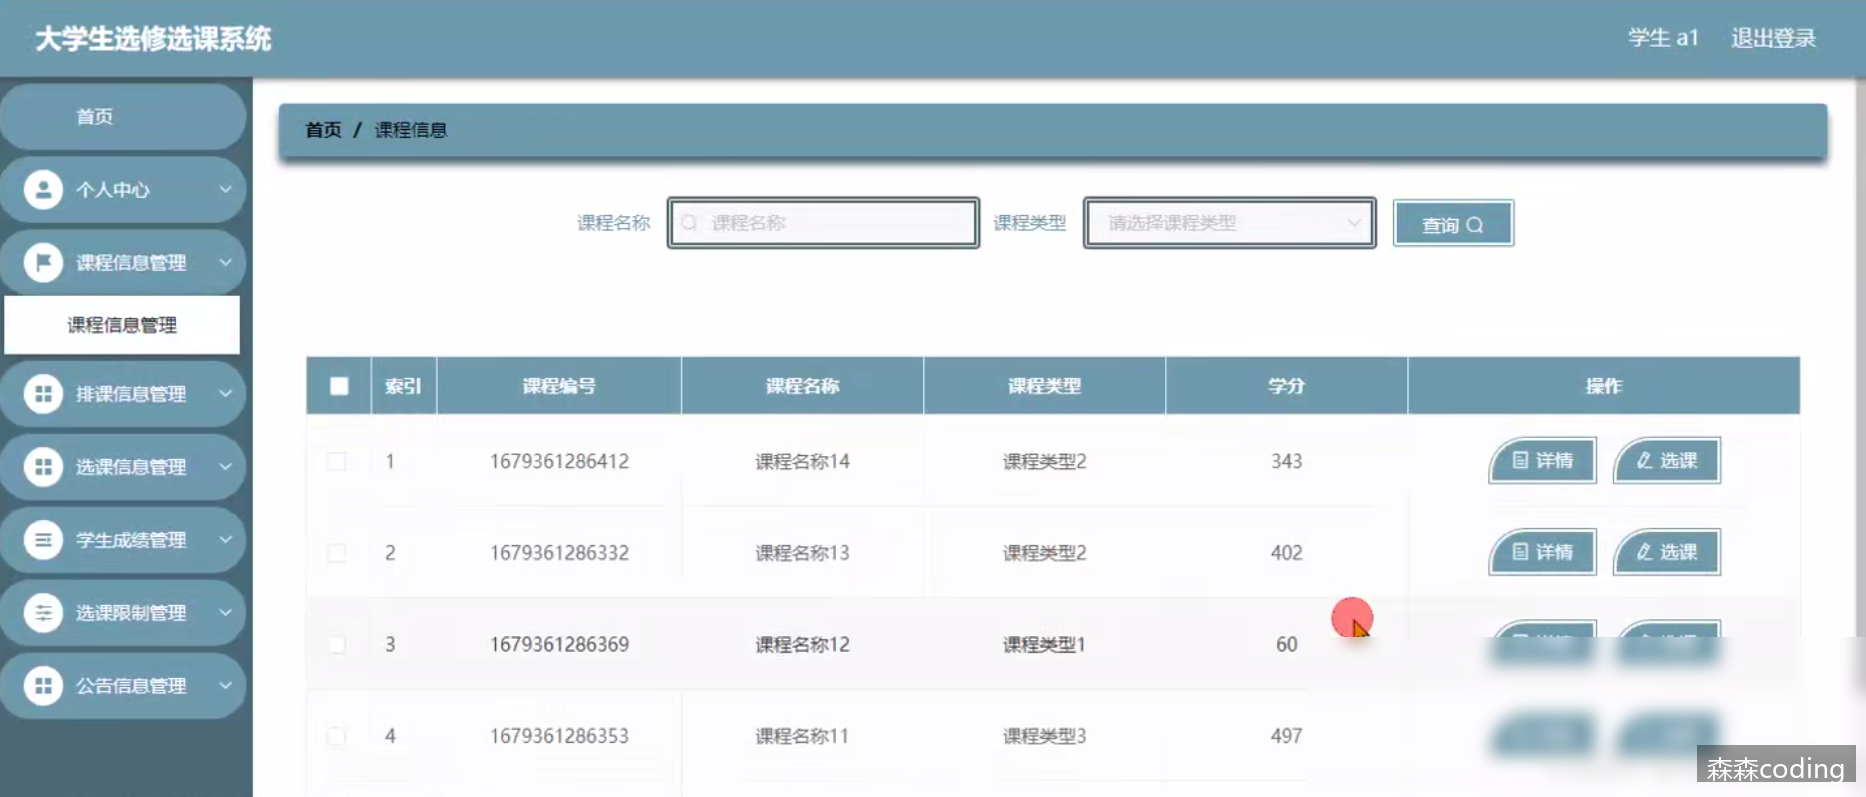 大学生选修选课系统
学生 a1 退出登录
首页
个人中心
课程信息管理
课程信息管理
排课信息管理
选课信息管理
学生成绩管理
选课限制管理
公告信息管理
首页 / 课程信息
课程名称 课程名称 课程类型 请选择课程类型 查询
索引 课程编号 课程名称 课程类型 学分 操作
1 1679361286412 课程名称14 课程类型2 343 详情 选课
2 1679361286332 课程名称13 课程类型2 402 详情 选课
3 1679361286369 课程名称12 课程类型1 60
4 1679361286353 课程名称11 课程类型3 497
森森coding